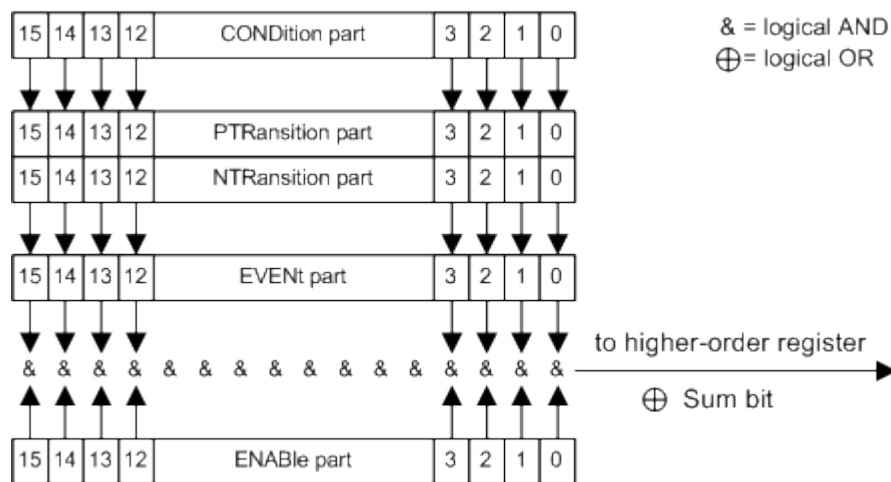 15 14 13 12 CONDition part 3 2 1 0
& = logical AND
⊕ = logical OR
15 14 13 12 PTRansition part 3 2 1 0
15 14 13 12 NTRansition part 3 2 1 0
15 14 13 12 EVENt part 3 2 1 0
to higher-order register
& & & & & & & & & & & & & & & &
⊕ Sum bit
15 14 13 12 ENABle part 3 2 1 0